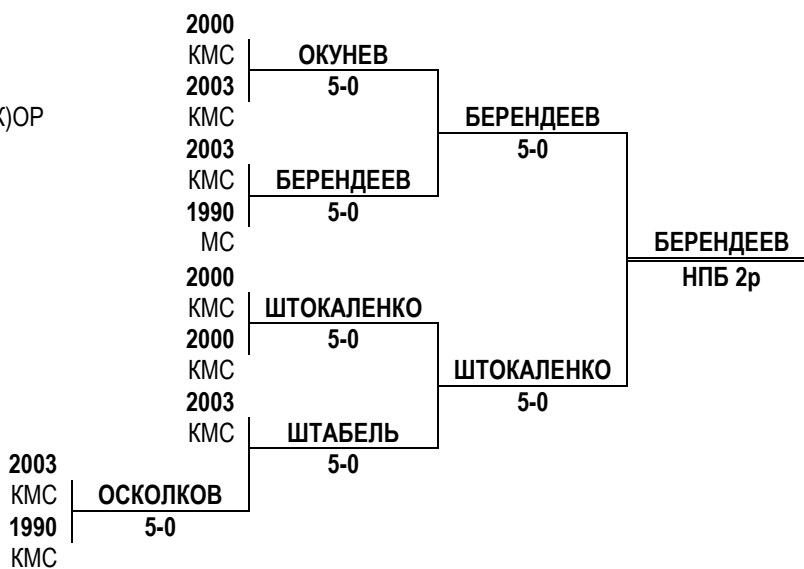 2000
КМС ОКУНЕВ
2003 5-0
К)ОР КМС БЕРЕНДЕЕВ
2003 5-0
КМС БЕРЕНДЕЕВ
1990 5-0
МС БЕРЕНДЕЕВ
2000 НПБ 2р
КМС ШТОКАЛЕНКО
2000 5-0
КМС ШТОКАЛЕНКО
2003 5-0
КМС ШТАБЕЛЬ
2003 5-0
КМС ОСКОЛКОВ
1990 5-0
КМС